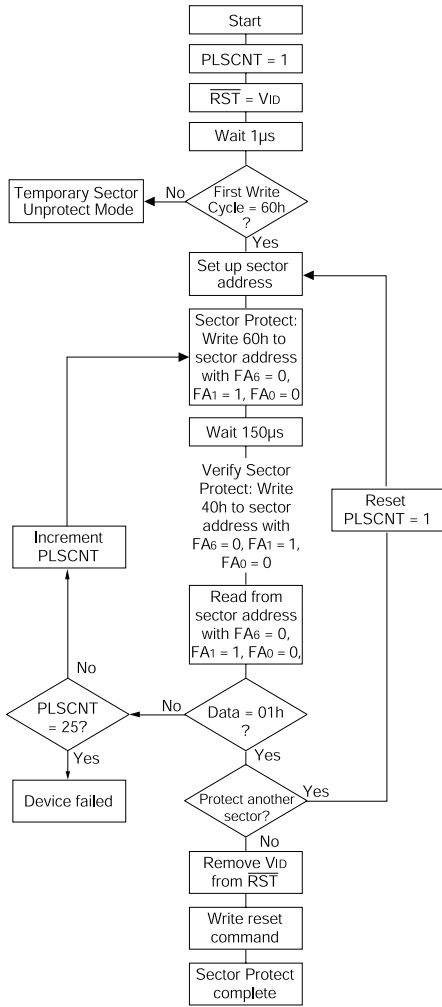 Start
PLSCNT = 1
RST = VID
Wait 1µs
First Write
Cycle = 60h
?
No
Temporary Sector
Unprotect Mode
Yes
Set up sector
address
Sector Protect:
Write 60h to
sector address
with FA6 = 0,
FA1 = 1, FA0 = 0
Wait 150µs
Verify Sector
Protect: Write
40h to sector
address with
FA6 = 0, FA1 = 1,
FA0 = 0
Reset
PLSCNT = 1
Increment
PLSCNT
Read from
sector address
with FA6 = 0,
FA1 = 1, FA0 = 0,
No
PLSCNT
= 25?
No
Data = 01h
?
Yes
Device failed
Yes
Protect another
sector?
Yes
No
Remove VID
from RST
Write reset
command
Sector Protect
complete